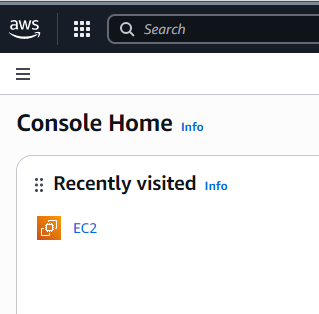 aws
Search
Console Home Info
Recently visited Info
EC2